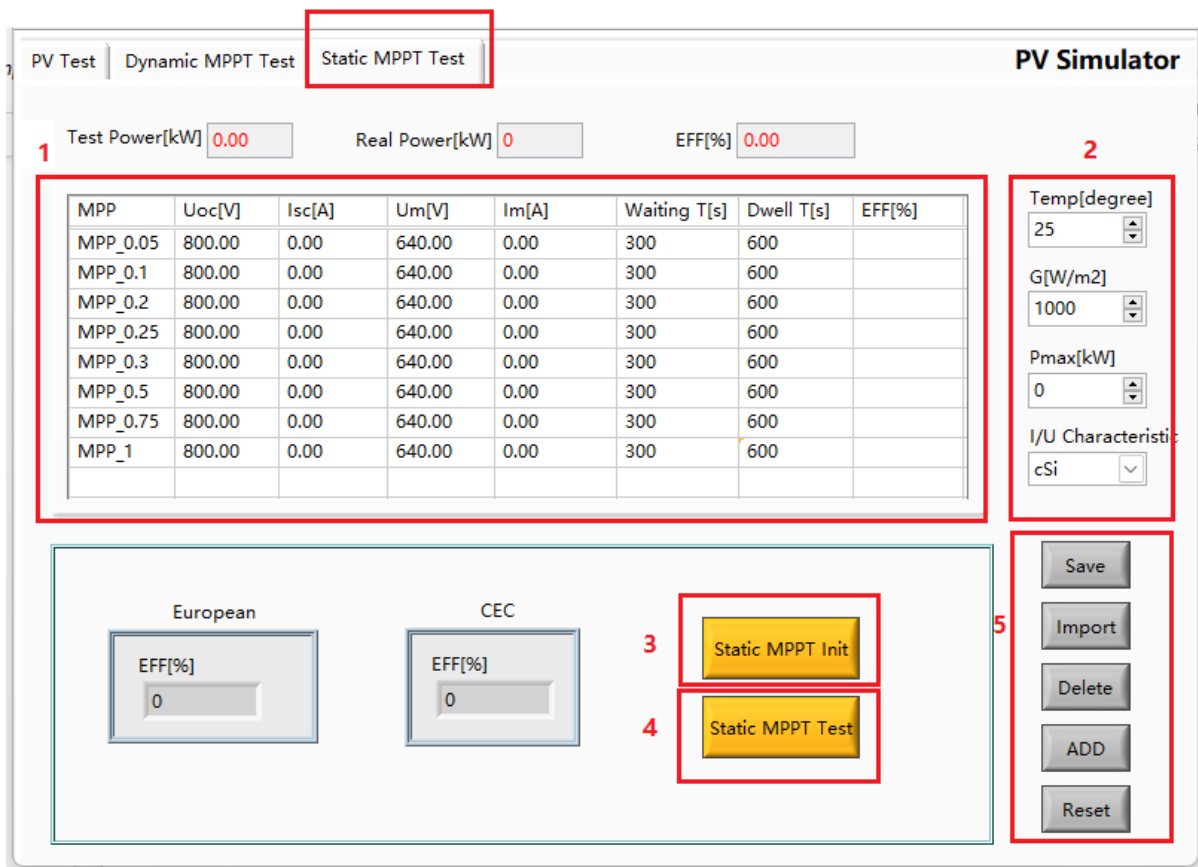 PV Test Dynamic MPPT Test Static MPPT Test PV Simulator
Test Power[kW] 0.00 Real Power[kW] 0 EFF[%] 0.00
1
2
MPP Uoc[V] Isc[A] Um[V] Im[A] Waiting T[s] Dwell T[s] EFF[%]
MPP_0.05 800.00 0.00 640.00 0.00 300 600
MPP_0.1 800.00 0.00 640.00 0.00 300 600
MPP_0.2 800.00 0.00 640.00 0.00 300 600
MPP_0.25 800.00 0.00 640.00 0.00 300 600
MPP_0.3 800.00 0.00 640.00 0.00 300 600
MPP_0.5 800.00 0.00 640.00 0.00 300 600
MPP_0.75 800.00 0.00 640.00 0.00 300 600
MPP_1 800.00 0.00 640.00 0.00 300 600
Temp[degree]
25
G[W/m2]
1000
Pmax[kW]
0
I/U Characteristic
cSi
European
EFF[%]
0
CEC
EFF[%]
0
3
Static MPPT Init
4
Static MPPT Test
5
Save
Import
Delete
ADD
Reset